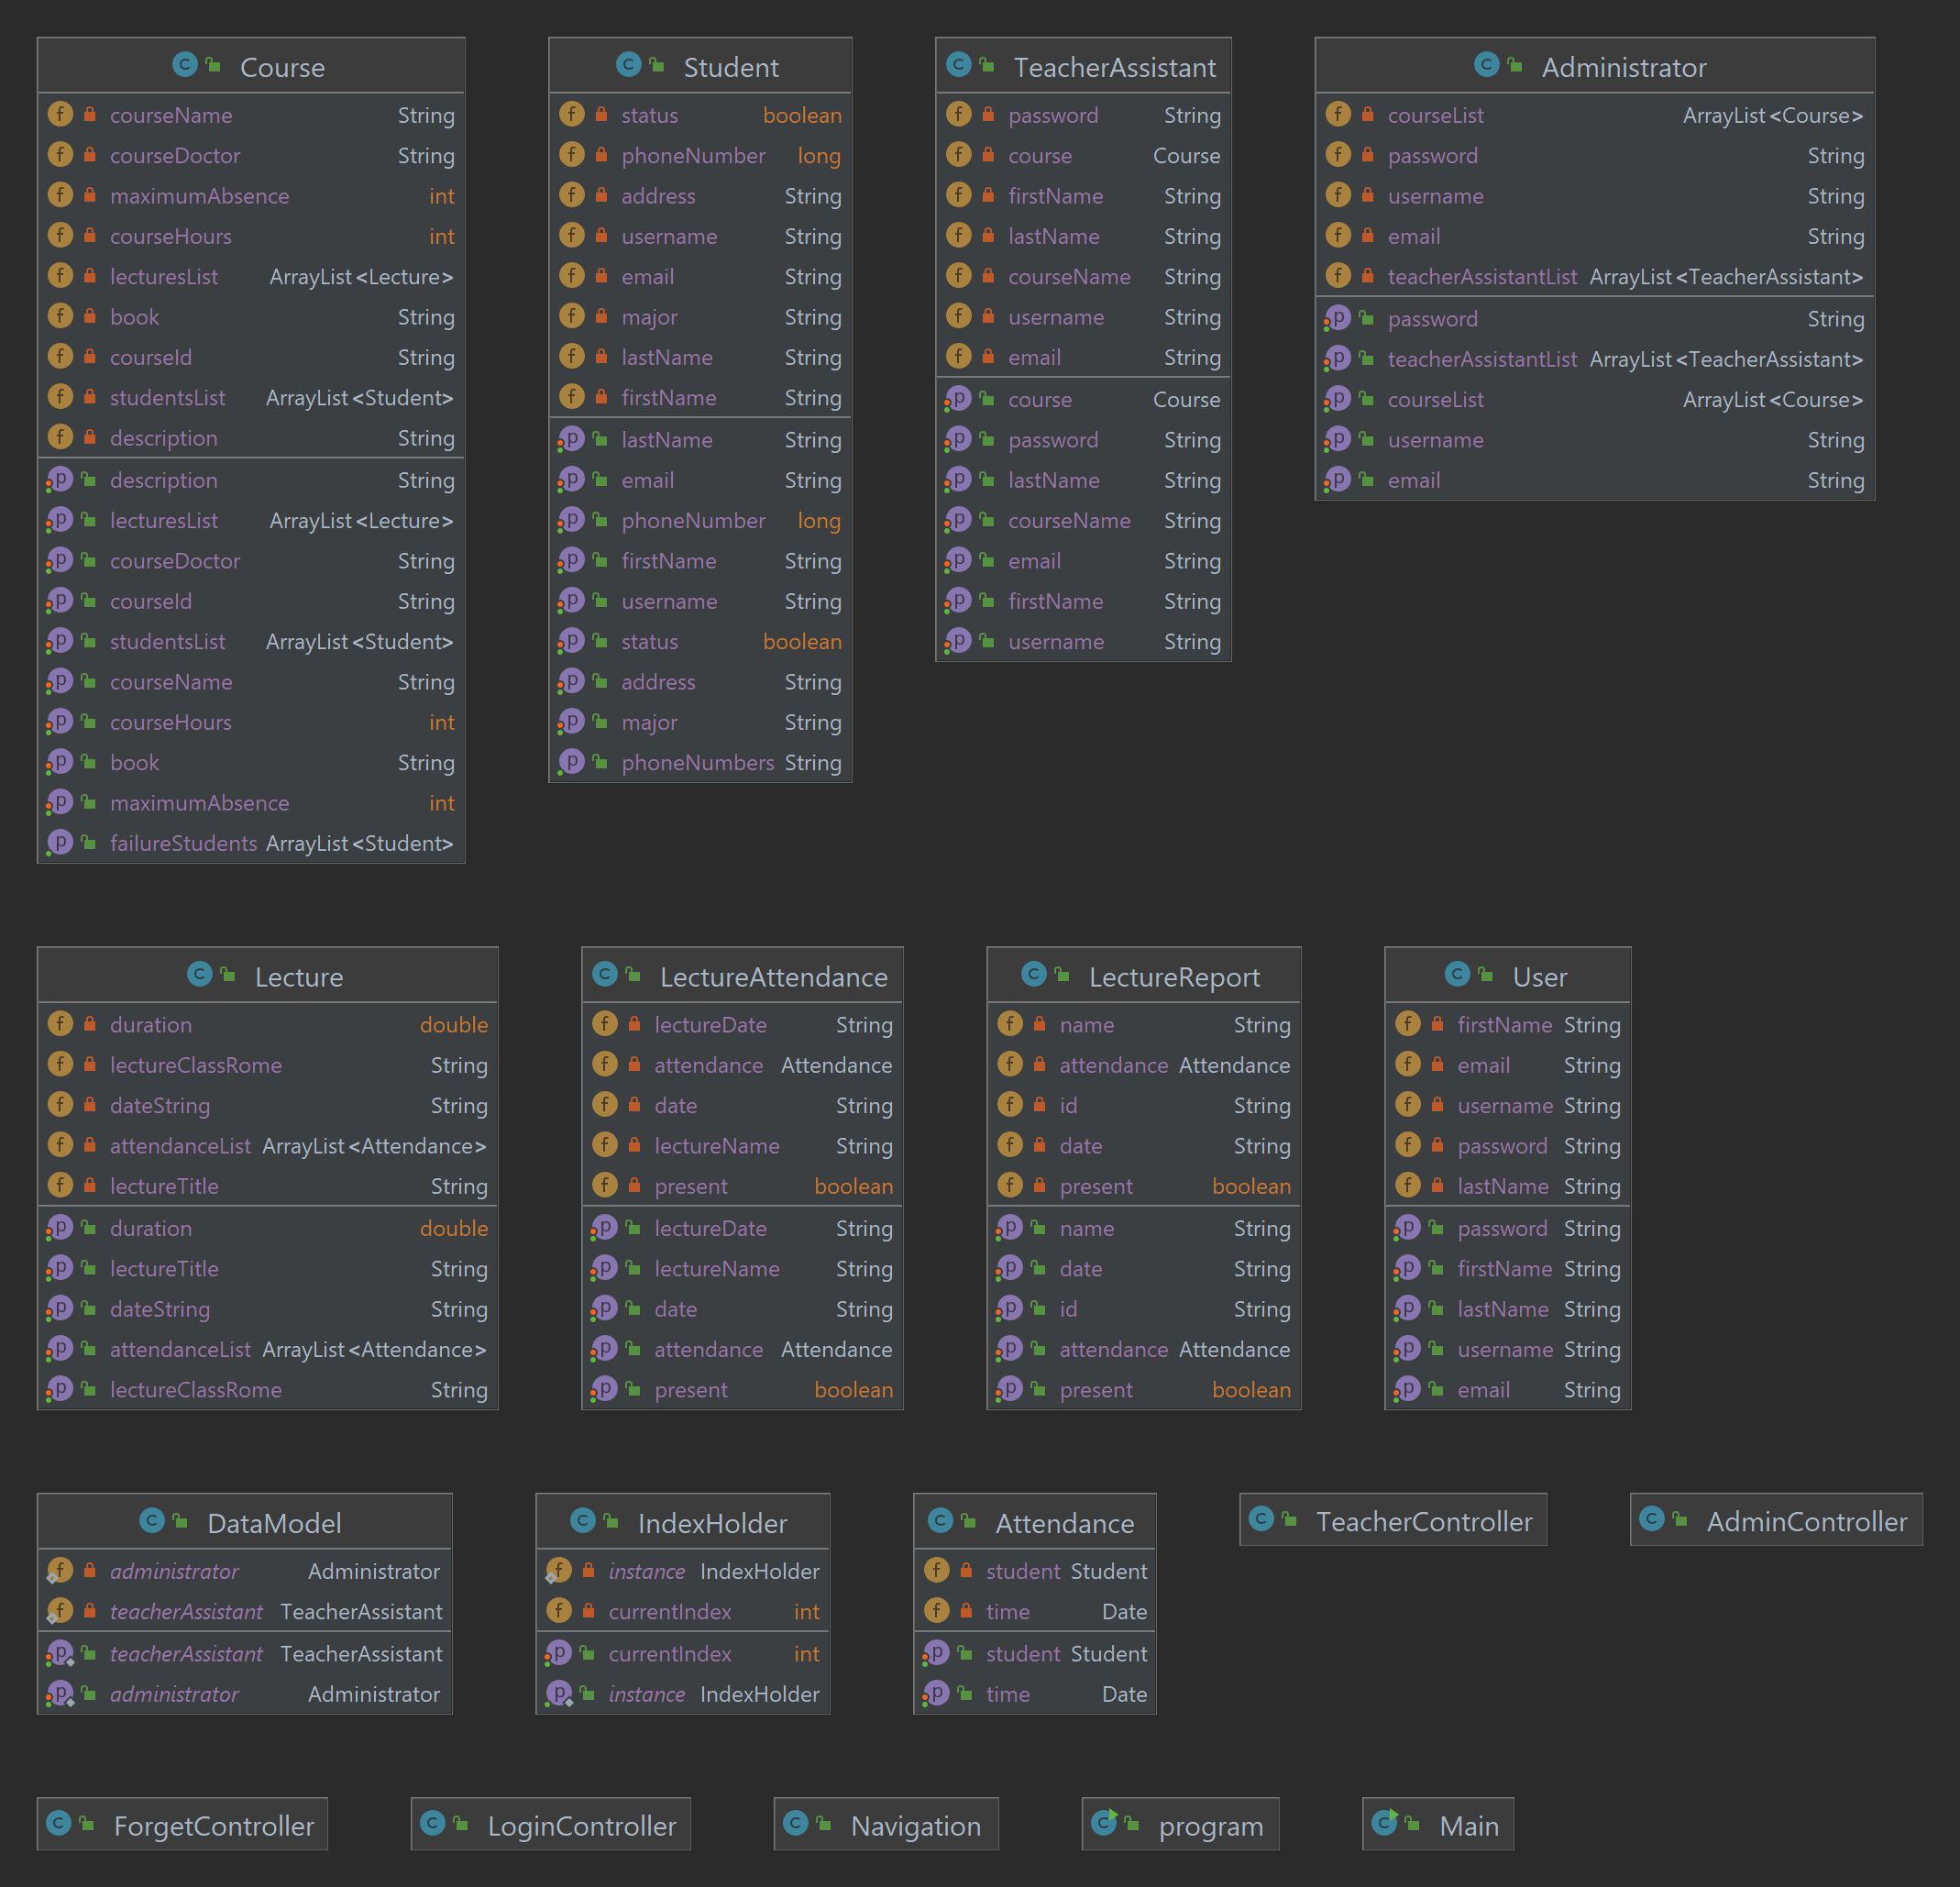 Course
courseName String
courseDoctor String
maximumAbsence int
courseHours int
lecturesList ArrayList<Lecture>
book String
courseId String
studentsList ArrayList<Student>
description String
description String
lecturesList ArrayList<Lecture>
courseDoctor String
courseId String
studentsList ArrayList<Student>
courseName String
courseHours int
book String
maximumAbsence int
failureStudents ArrayList<Student>
Student
status boolean
phoneNumber long
address String
username String
email String
major String
lastName String
firstName String
lastName String
email String
phoneNumber long
firstName String
username String
status boolean
address String
major String
phoneNumbers String
TeacherAssistant
password String
course Course
firstName String
lastName String
courseName String
username String
email String
course Course
password String
lastName String
courseName String
email String
firstName String
username String
Administrator
courseList ArrayList<Course>
password String
username String
email String
teacherAssistantList ArrayList<TeacherAssistant>
password String
teacherAssistantList ArrayList<TeacherAssistant>
courseList ArrayList<Course>
username String
email String
Lecture
duration double
lectureClassRome String
dateString String
attendanceList ArrayList<Attendance>
lectureTitle String
duration double
lectureTitle String
dateString String
attendanceList ArrayList<Attendance>
lectureClassRome String
LectureAttendance
lectureDate String
attendance Attendance
date String
lectureName String
present boolean
lectureDate String
lectureName String
date String
attendance Attendance
present boolean
LectureReport
name String
attendance Attendance
id String
date String
present boolean
name String
date String
id String
attendance Attendance
present boolean
User
firstName String
email String
username String
password String
lastName String
password String
firstName String
lastName String
username String
email String
DataModel
administrator Administrator
teacherAssistant TeacherAssistant
teacherAssistant TeacherAssistant
administrator Administrator
IndexHolder
instance IndexHolder
currentIndex int
currentIndex int
instance IndexHolder
Attendance
student Student
time Date
student Student
time Date
TeacherController
AdminController
ForgetController
LoginController
Navigation
program
Main